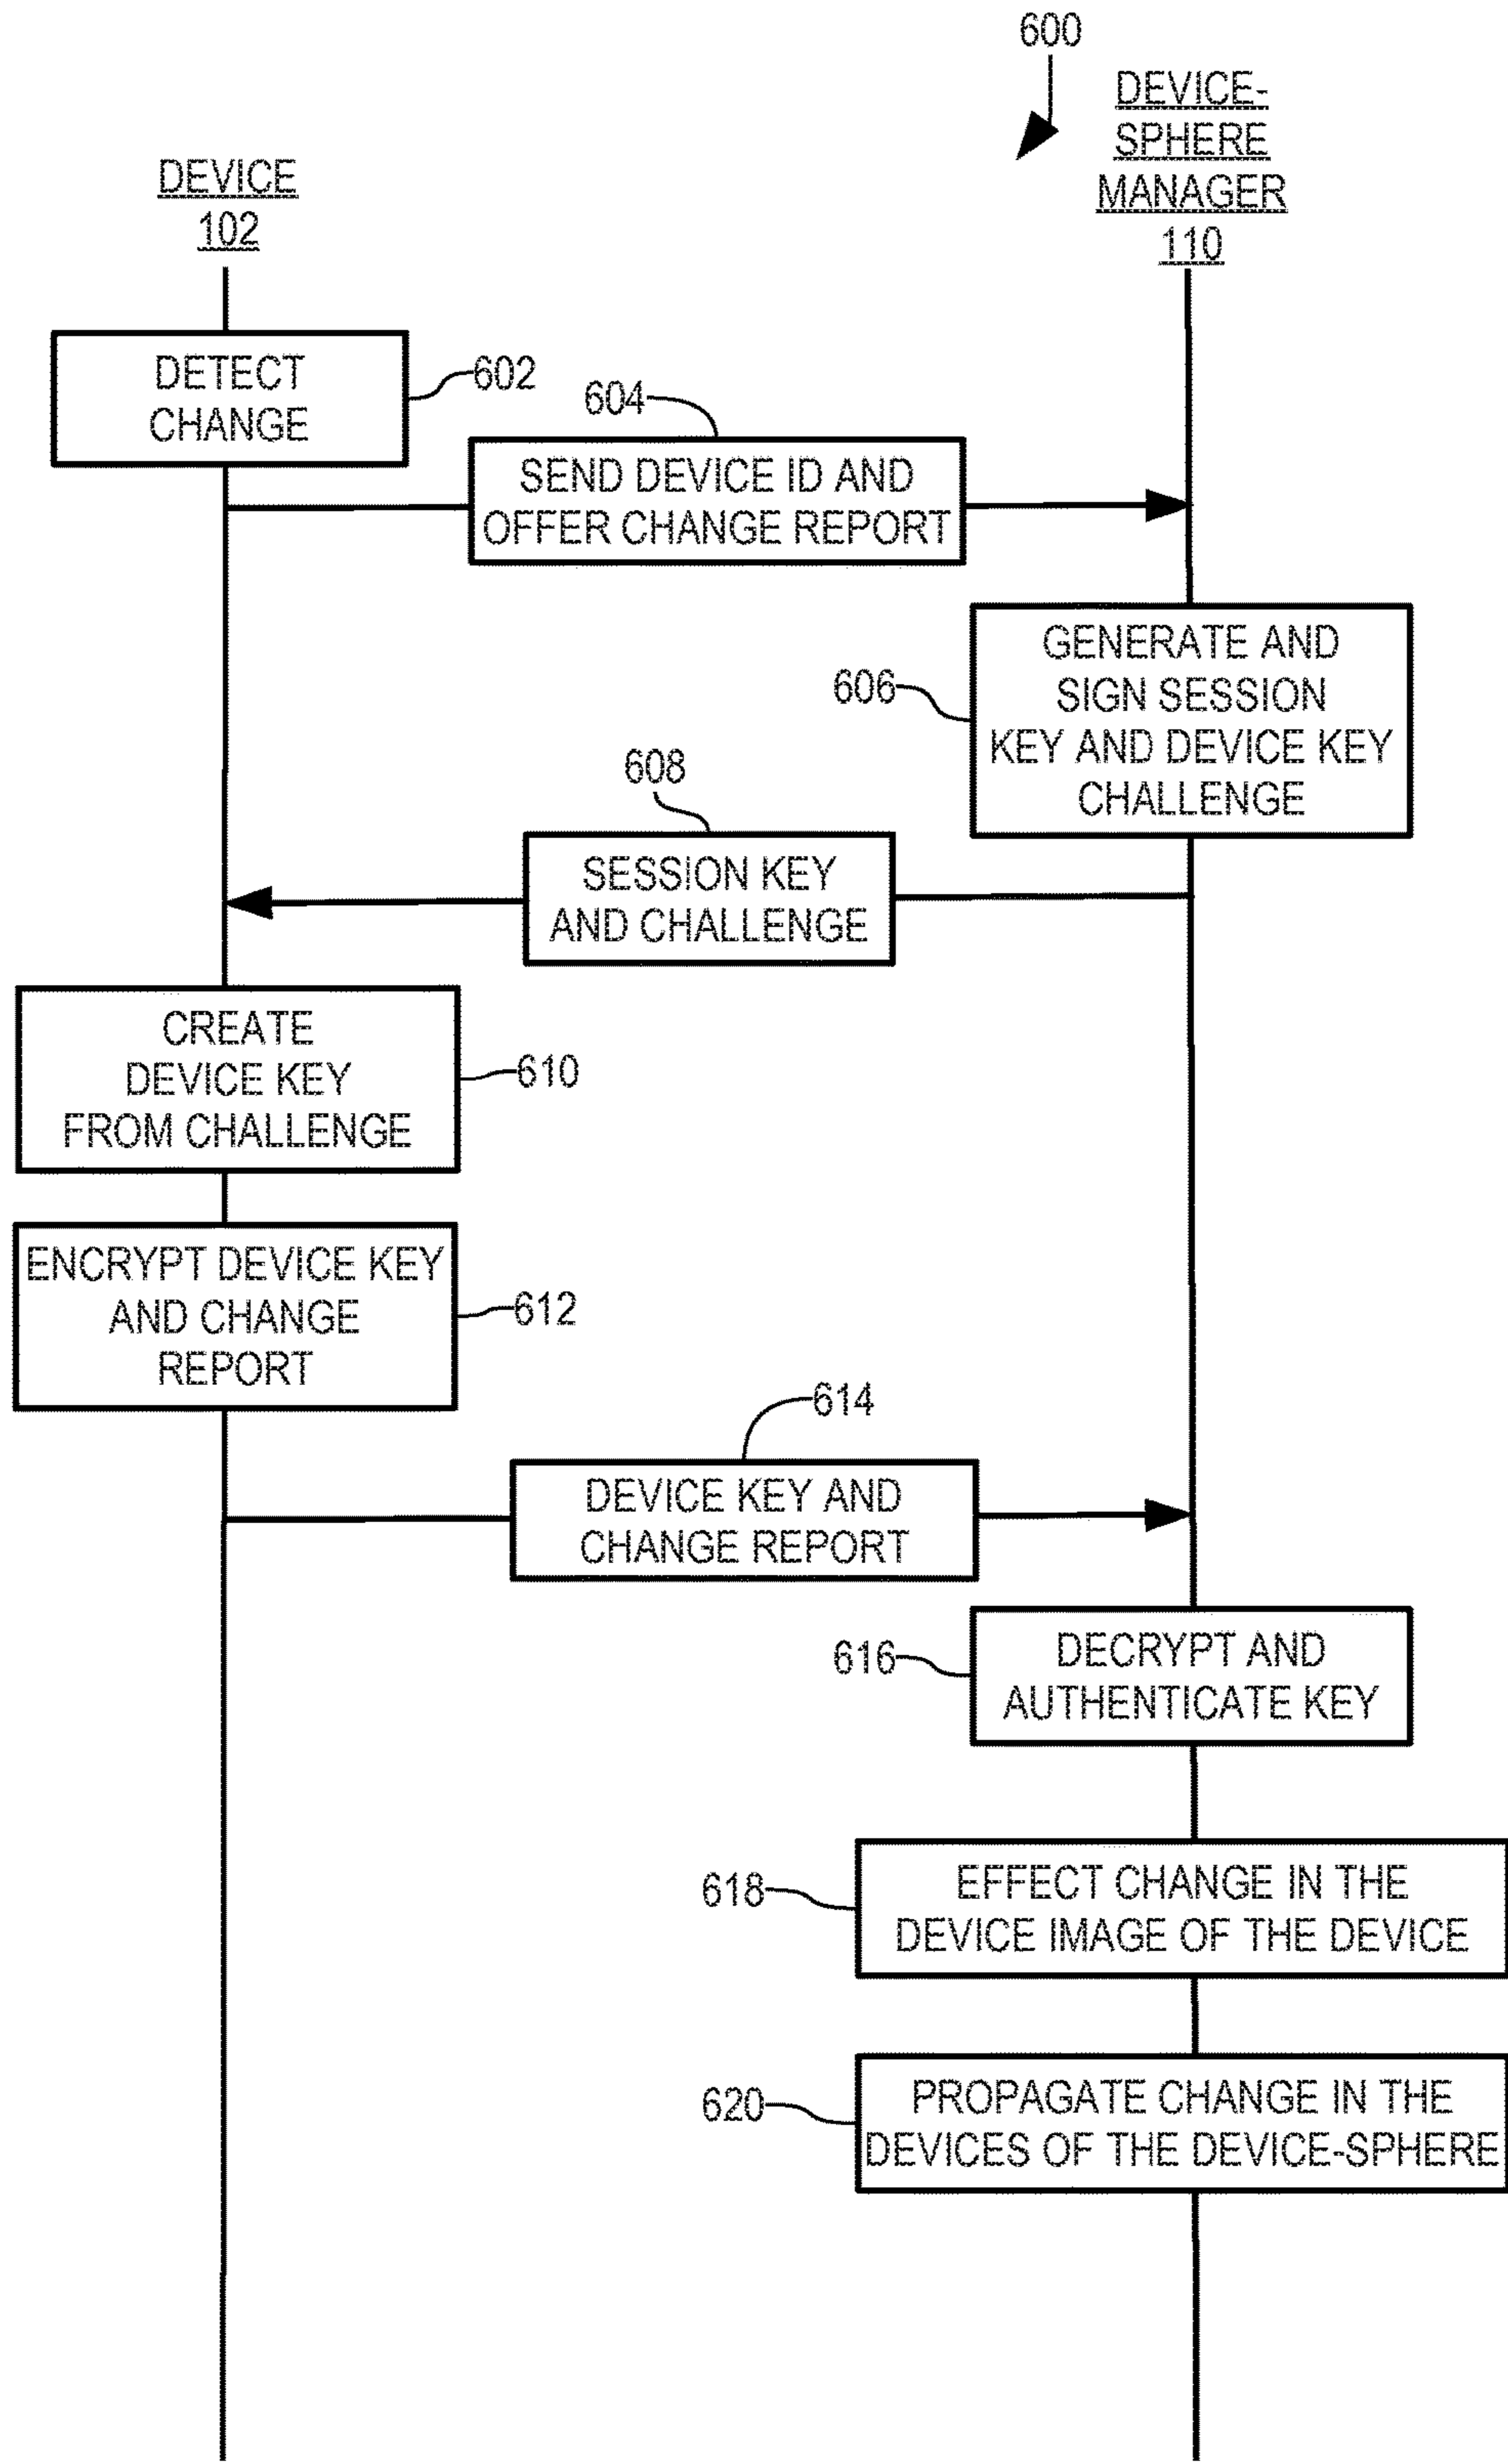 600
DEVICE-
SPHERE
MANAGER
110
DEVICE
102
DETECT
CHANGE
602
604
SEND DEVICE ID AND
OFFER CHANGE REPORT
606
GENERATE AND
SIGN SESSION
KEY AND DEVICE KEY
CHALLENGE
608
SESSION KEY
AND CHALLENGE
CREATE
DEVICE KEY
FROM CHALLENGE
610
ENCRYPT DEVICE KEY
AND CHANGE
REPORT
612
614
DEVICE KEY AND
CHANGE REPORT
616
DECRYPT AND
AUTHENTICATE KEY
618
EFFECT CHANGE IN THE
DEVICE IMAGE OF THE DEVICE
620
PROPAGATE CHANGE IN THE
DEVICES OF THE DEVICE-SPHERE